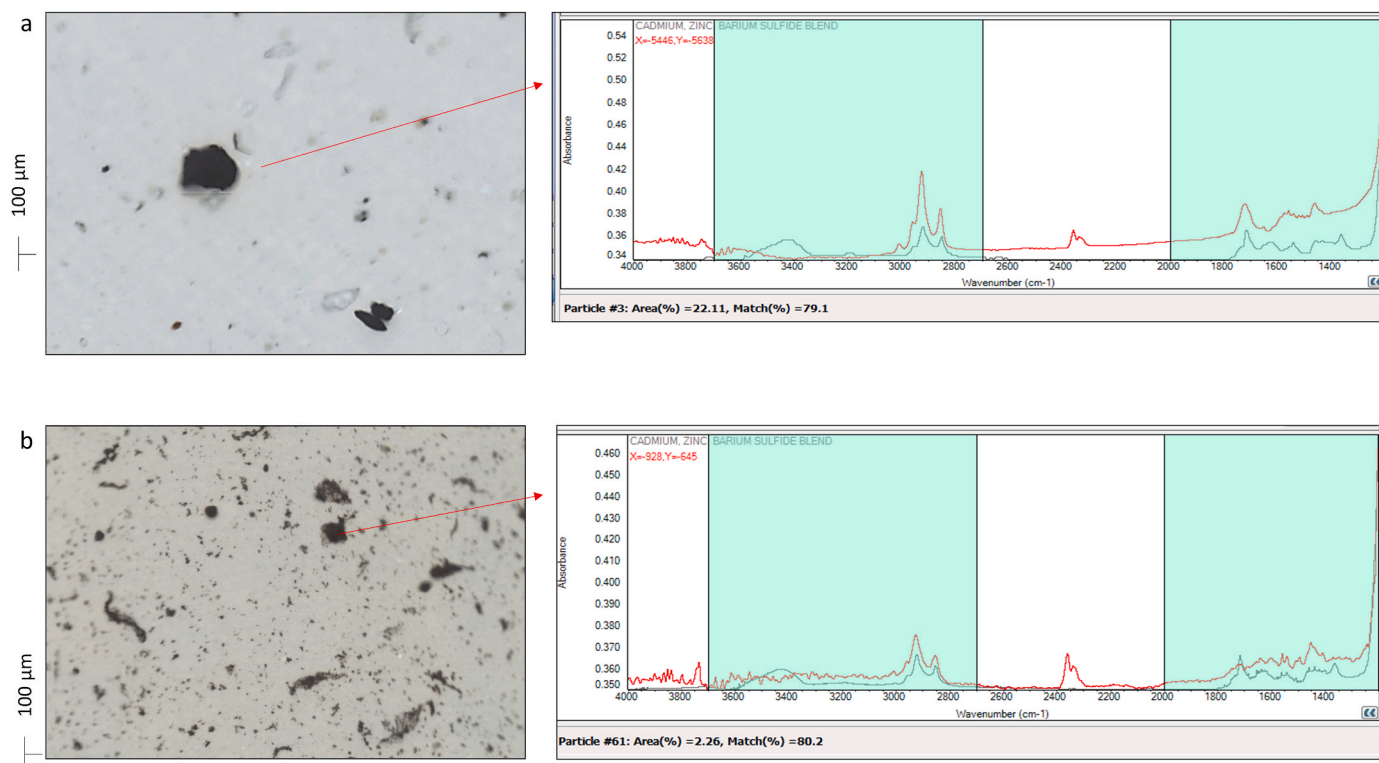 a
100 µm
CADMIUM, ZINC, BARIUM SULFIDE BLEND
X=-5446,Y=-5638
0.54
0.52
0.50
0.48
0.46
0.44
0.42
0.40
0.38
0.36
0.34
Absorbance
4000 3800 3600 3400 3200 3000 2800 2600 2400 2200 2000 1800 1600 1400
Wavenumber (cm-1)
Particle #3: Area(%) =22.11, Match(%) =79.1
b
100 µm
CADMIUM, ZINC, BARIUM SULFIDE BLEND
X=-928,Y=-645
0.460
0.450
0.440
0.430
0.420
0.410
0.400
0.390
0.380
0.370
0.360
0.350
Absorbance
4000 3800 3600 3400 3200 3000 2800 2600 2400 2200 2000 1800 1600 1400
Wavenumber (cm-1)
Particle #61: Area(%) =2.26, Match(%) =80.2